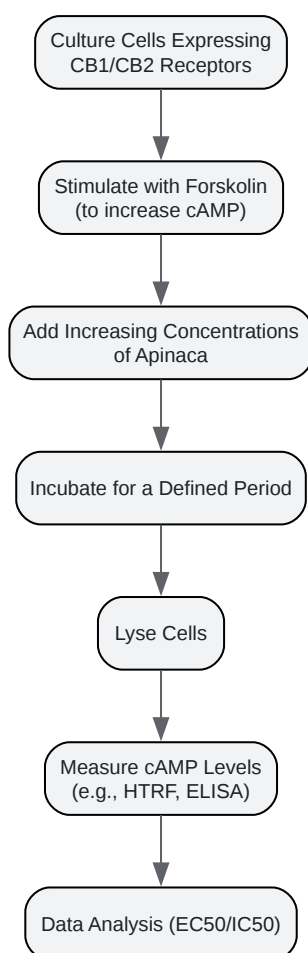 Culture Cells Expressing
CB1/CB2 Receptors
Stimulate with Forskolin
(to increase cAMP)
Add Increasing Concentrations
of Apinaca
Incubate for a Defined Period
Lyse Cells
Measure cAMP Levels
(e.g., HTRF, ELISA)
Data Analysis (EC50/IC50)